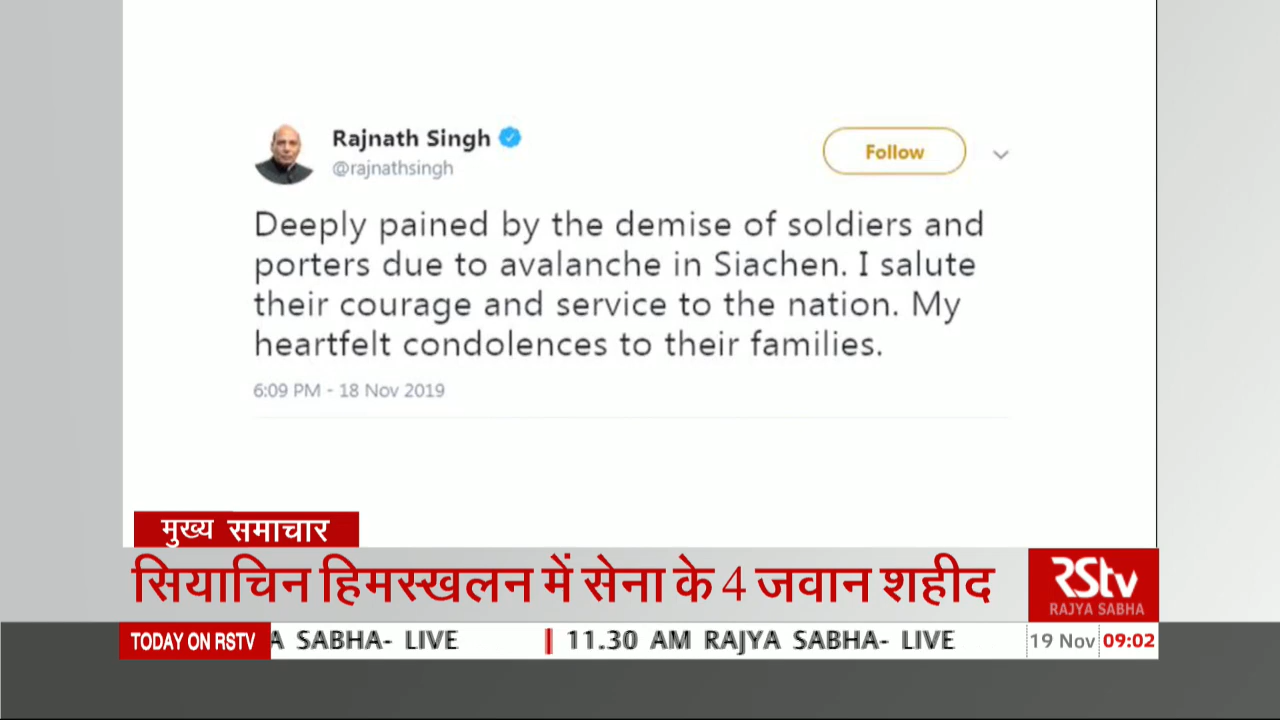 Rajnath Singh
@rajnathsingh
Follow
Deeply pained by the demise of soldiers and
porters due to avalanche in Siachen. I salute
their courage and service to the nation. My
heartfelt condolences to their families.
6:09 PM - 18 Nov 2019
मुख्य समाचार
सियाचिन हिमस्खलन में सेना के 4 जवान शहीद
RStv
RAJYA SABHA
TODAY ON RSTV A SABHA- LIVE | 11.30 AM RAJYA SABHA- LIVE 19 Nov 09:02